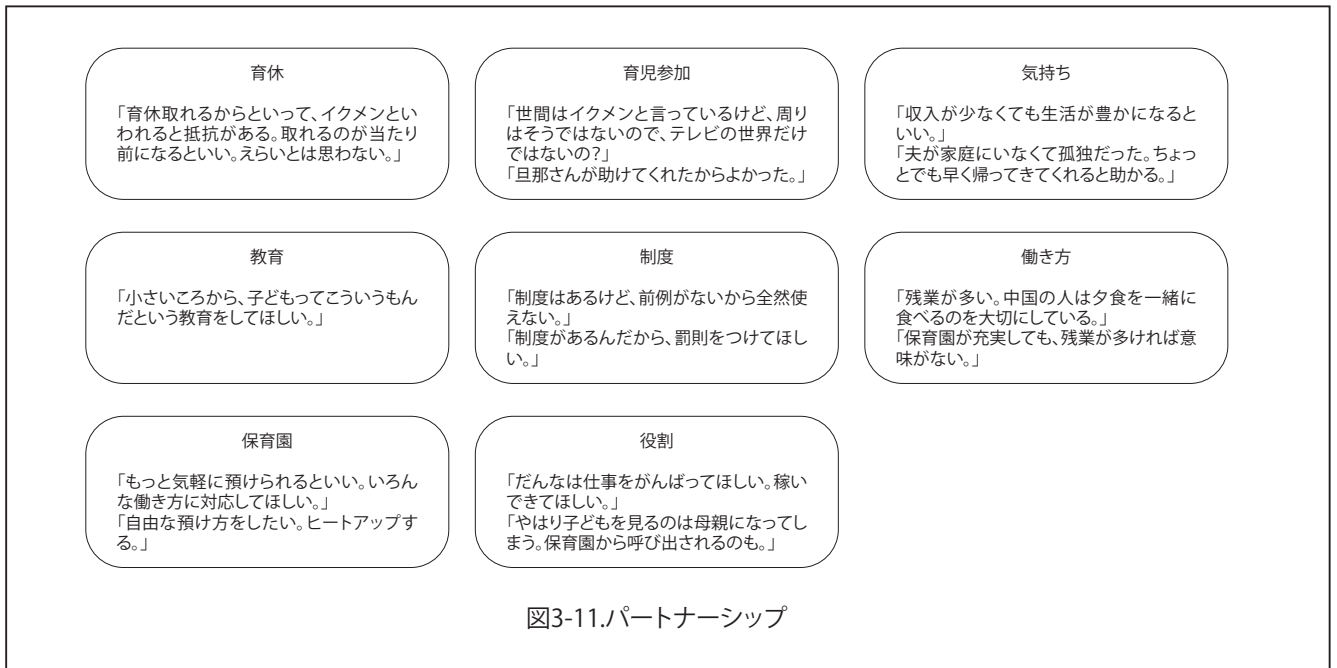 育休
「育休取れるからといって、イクメンとい
われると抵抗がある。取れるのが当たり
前になるといい。えらいとは思わない。」
育児参加
「世間はイクメンと言っているけど、周り
はそうではないので、テレビの世界だけ
ではないの?」
「旦那さんが助けてくれたからよかった。」
気持ち
「収入が少なくても生活が豊かになると
いい。」
「夫が家庭にいなくて孤独だった。ちょっ
とでも早く帰ってきてくれると助かる。」
教育
「小さいころから、子どもってこういうもん
だという教育をしてほしい。」
制度
「制度はあるけど、前例がないから全然使
えない。」
「制度があるんだから、罰則をつけてほし
い。」
働き方
「残業が多い。中国の人は夕食を一緒に
食べるのを大切にしている。」
「保育園が充実しても、残業が多ければ意
味がない。」
保育園
「もっと気軽に預けられるといい。いろん
な働き方に対応してほしい。」
「自由な預け方をしたい。ヒートアップす
る。」
役割
「だんなは仕事をがんばってほしい。稼い
できてほしい。」
「やはり子どもを見るのは母親になってし
まう。保育園から呼び出されるのも。」
図3-11.パートナーシップ